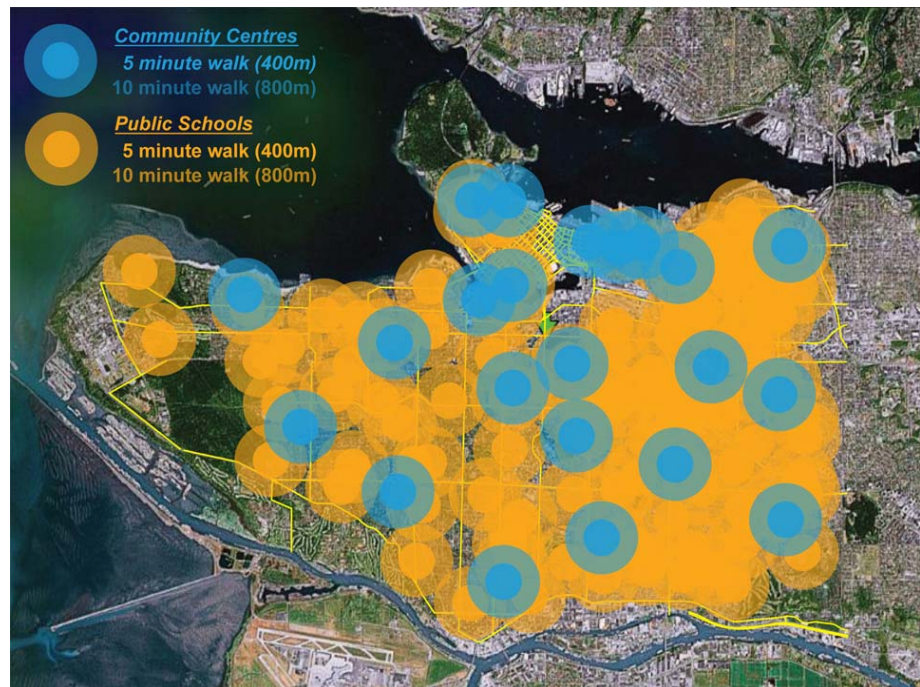 Community Centres
5 minute walk (400m)
10 minute walk (800m)
Public Schools
5 minute walk (400m)
10 minute walk (800m)